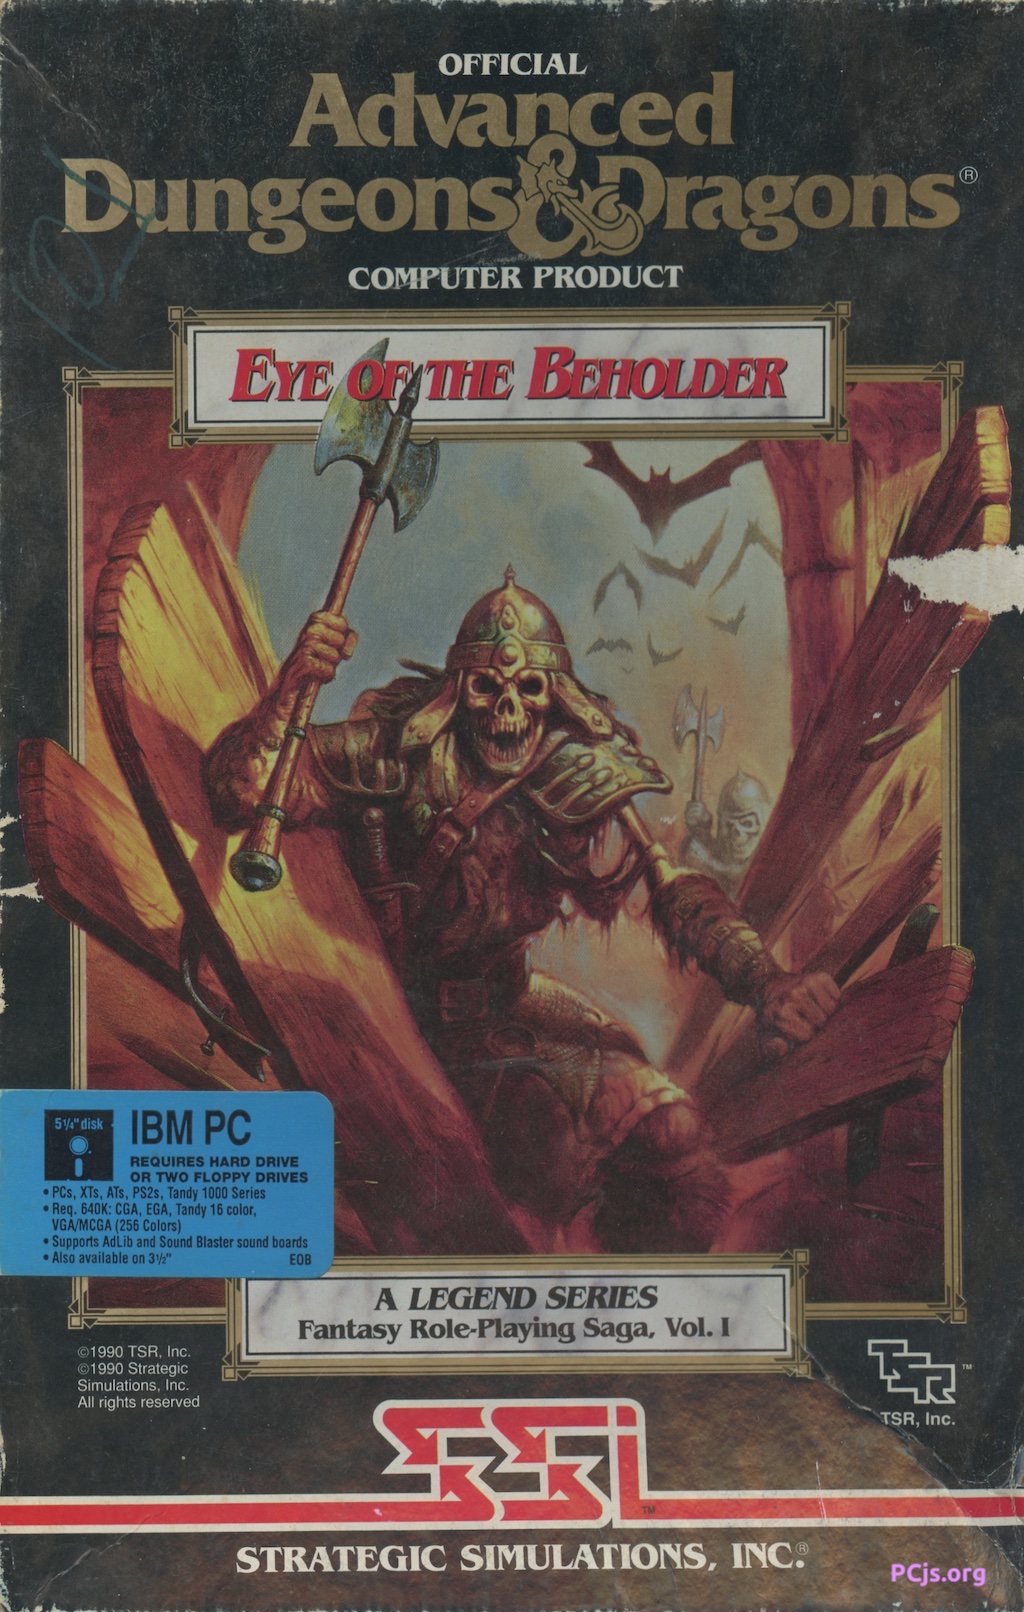 OFFICIAL
Advanced
Dungeons & Dragons®
COMPUTER PRODUCT
EYE OF THE BEHOLDER
5 1/4" disk
IBM PC
REQUIRES HARD DRIVE
OR TWO FLOPPY DRIVES
• PCs, XTs, ATs, PS2s, Tandy 1000 Series
• Req. 640K: CGA, EGA, Tandy 16 color,
VGA/MCGA (256 Colors)
• Supports AdLib and Sound Blaster sound boards
• Also available on 3½"
EOB
A LEGEND SERIES
Fantasy Role-Playing Saga, Vol. I
©1990 TSR, Inc.
©1990 Strategic
Simulations, Inc.
All rights reserved
TSR™
TSR, Inc.
SSI™
STRATEGIC SIMULATIONS, INC.®
PCjs.org